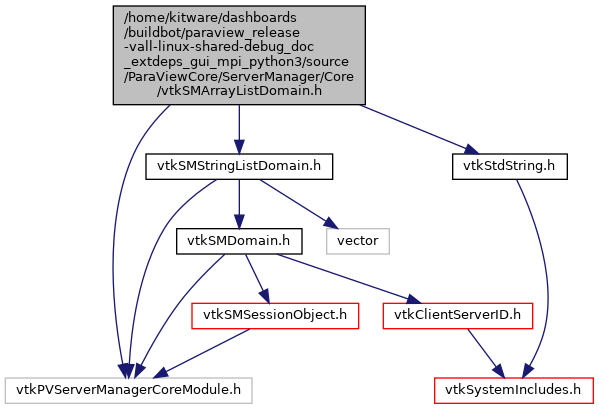 /home/kitware/dashboards
/buildbot/paraview_release
-vall-linux-shared-debug_doc
_extdeps_gui_mpi_python3/source
/ParaViewCore/ServerManager/Core
/vtkSMArrayListDomain.h
vtkSMStringListDomain.h
vtkStdString.h
vtkSMDomain.h
vector
vtkSMSessionObject.h
vtkClientServerID.h
vtkPVServerManagerCoreModule.h
vtkSystemIncludes.h